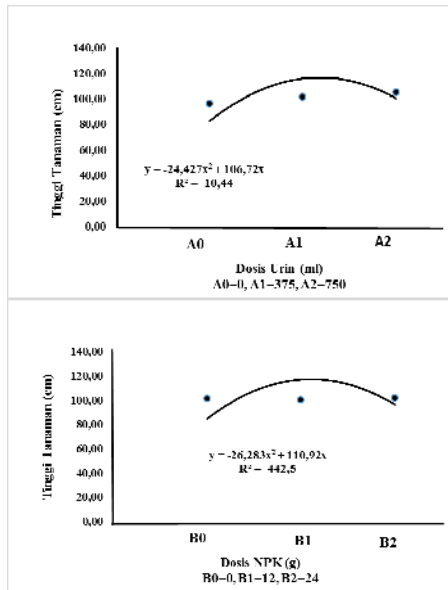 140,00
120,00
100,00
80,00
60,00
40,00
20,00
0,00
Tinggi Tanaman (cm)
y = -24,427x² + 106,72x
R² = 10,44
A0 A1 A2
Dosis Urin (ml)
A0=0, A1=375, A2=750
140,00
120,00
100,00
80,00
60,00
40,00
20,00
0,00
Tinggi Tanaman (cm)
y = -26,283x² + 110,92x
R² = 442,5
B0 B1 B2
Dosis NPK (g)
B0=0, B1=12, B2=24